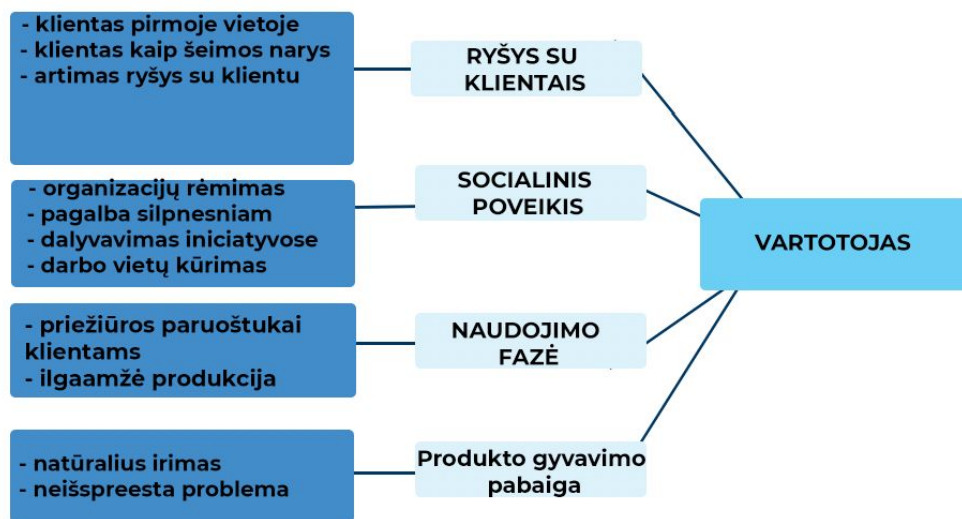 - klientas pirmoje vietoje
- klientas kaip šeimos narys
- artimas ryšys su klientu
RYŠYS SU
KLIENTAIS
- organizacijų rėmimas
- pagalba silpnesniam
- dalyvavimas iniciatyvose
- darbo vietų kūrimas
SOCIALINIS
POVEIKIS
VARTOTOJAS
- priežiūros paruoštukai
klientams
- ilgaamžė produkcija
NAUDOJIMO
FAZĖ
- natūralius irimas
- neišspreesta problema
Produkto gyvavimo
pabaiga